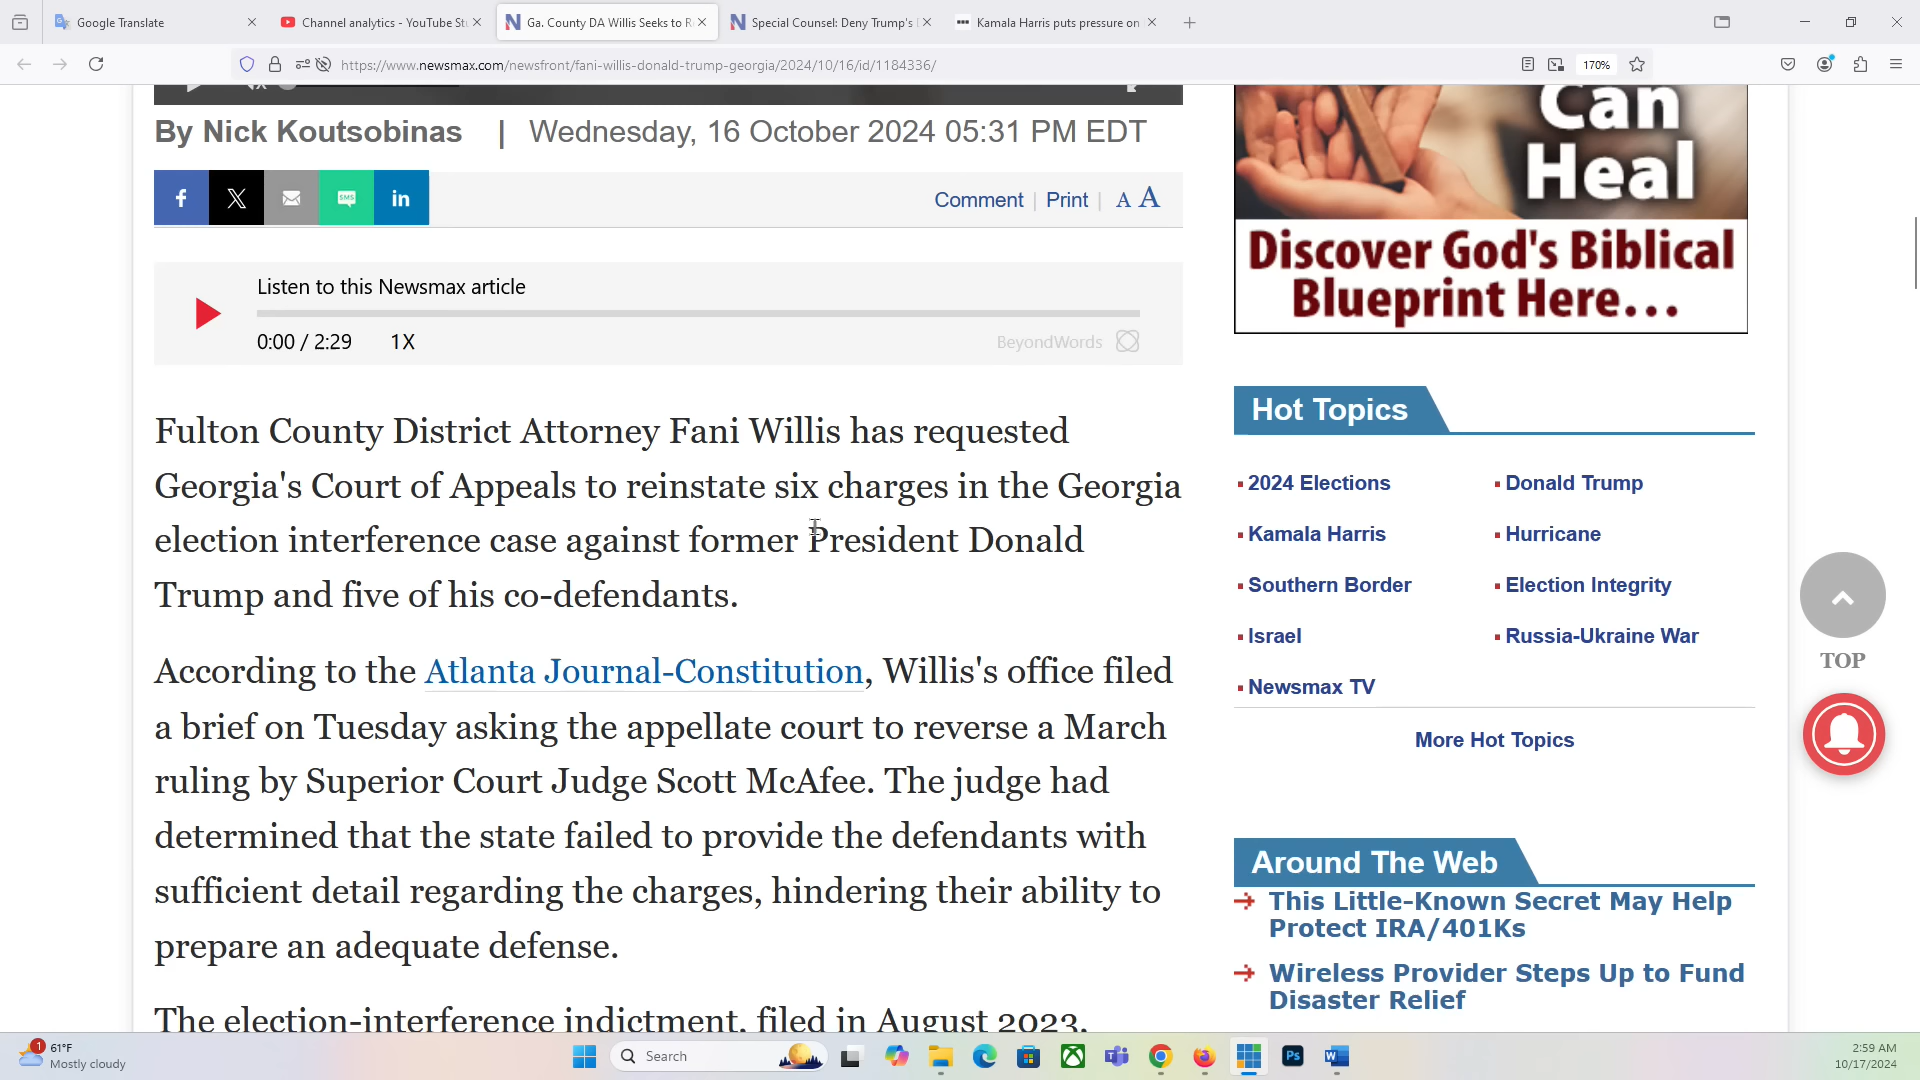 Google Translate
Channel analytics - YouTube Stu
Ga. County DA Willis Seeks to R
Special Counsel: Deny Trump's
Kamala Harris puts pressure on
https://www.newsmax.com/newsfront/fani-willis-donald-trump-georgia/2024/10/16/id/1184336/
170%
By Nick Koutsobinas | Wednesday, 16 October 2024 05:31 PM EDT
SMS
Comment | Print | A A
Listen to this Newsmax article
0:00 / 2:29 1X
BeyondWords
Fulton County District Attorney Fani Willis has requested
Georgia's Court of Appeals to reinstate six charges in the Georgia
election interference case against former President Donald
Trump and five of his co-defendants.
According to the Atlanta Journal-Constitution, Willis's office filed
a brief on Tuesday asking the appellate court to reverse a March
ruling by Superior Court Judge Scott McAfee. The judge had
determined that the state failed to provide the defendants with
sufficient detail regarding the charges, hindering their ability to
prepare an adequate defense.
The election-interference indictment, filed in August 2023,
Can
Heal
Discover God's Biblical
Blueprint Here...
Hot Topics
2024 Elections
Donald Trump
Kamala Harris
Hurricane
Southern Border
Election Integrity
Israel
Russia-Ukraine War
Newsmax TV
More Hot Topics
Around The Web
This Little-Known Secret May Help
Protect IRA/401Ks
Wireless Provider Steps Up to Fund
Disaster Relief
TOP
1
61°F
Mostly cloudy
Search
Ps
2:59 AM
10/17/2024